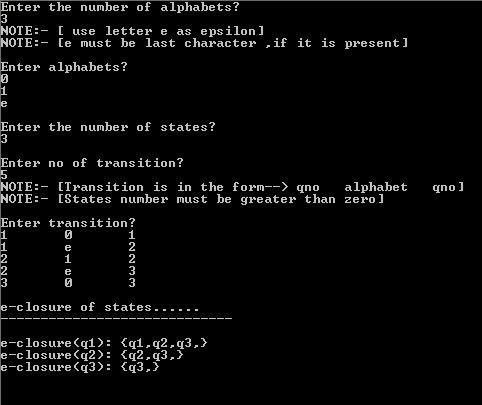 Enter the number of alphabets?
3
NOTE:- [ use letter e as epsilon]
NOTE:- [e must be last character ,if it is present]
Enter alphabets?
0
1
e
Enter the number of states?
3
Enter no of transition?
5
NOTE:- [Transition is in the form--> qno alphabet qno]
NOTE:- [States number must be greater than zero]
Enter transition?
1 0 1
1 e 2
2 1 2
2 e 3
3 0 3
e-closure of states......
-----------------------------
e-closure(q1): {q1,q2,q3,}
e-closure(q2): {q2,q3,}
e-closure(q3): {q3,}